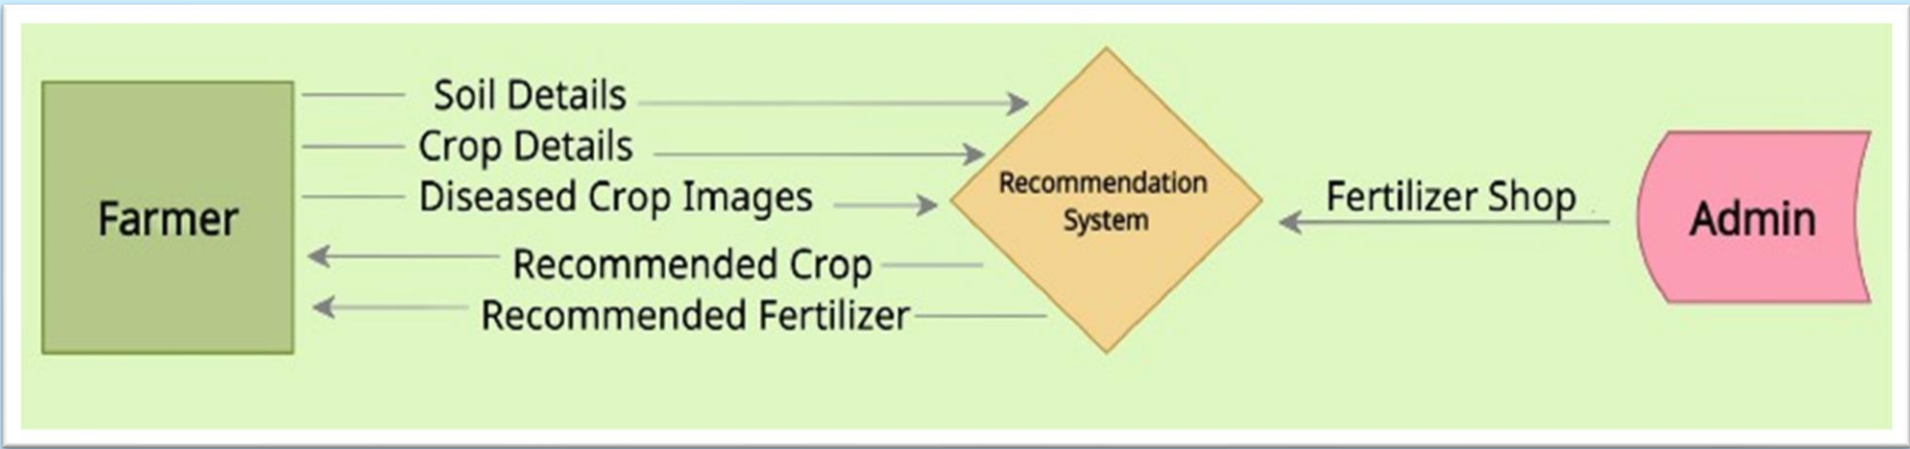 Farmer
Soil Details
Crop Details
Diseased Crop Images
Recommended Crop
Recommended Fertilizer
Recommendation
System
Fertilizer Shop
Admin